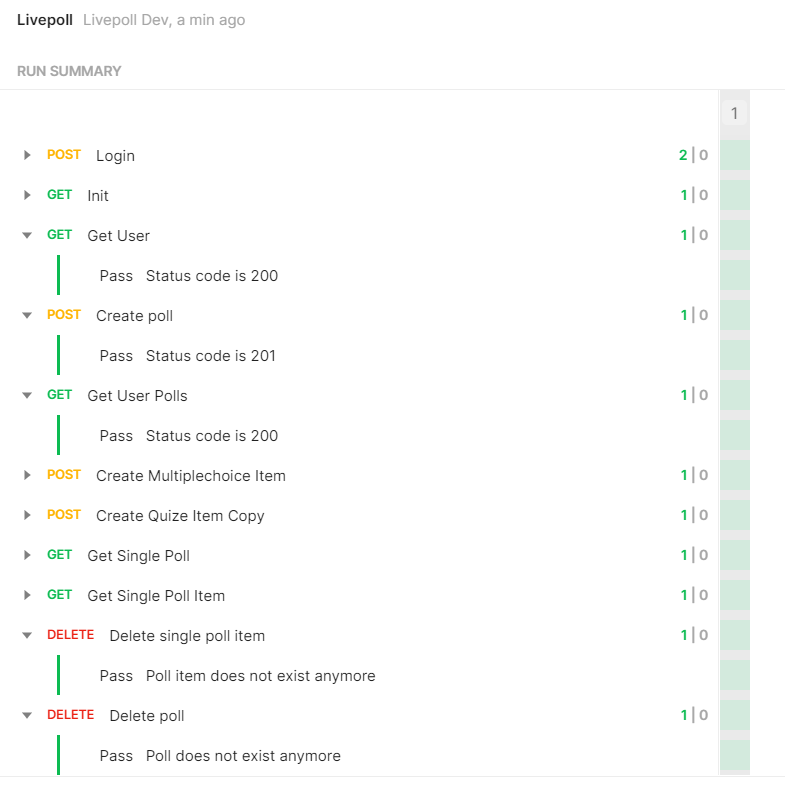 Livepoll Livepoll Dev, a min ago
RUN SUMMARY
1
POST Login 2 | 0
GET Init 1 | 0
GET Get User 1 | 0
Pass Status code is 200
POST Create poll 1 | 0
Pass Status code is 201
GET Get User Polls 1 | 0
Pass Status code is 200
POST Create Multiplechoice Item 1 | 0
POST Create Quize Item Copy 1 | 0
GET Get Single Poll 1 | 0
GET Get Single Poll Item 1 | 0
DELETE Delete single poll item 1 | 0
Pass Poll item does not exist anymore
DELETE Delete poll 1 | 0
Pass Poll does not exist anymore